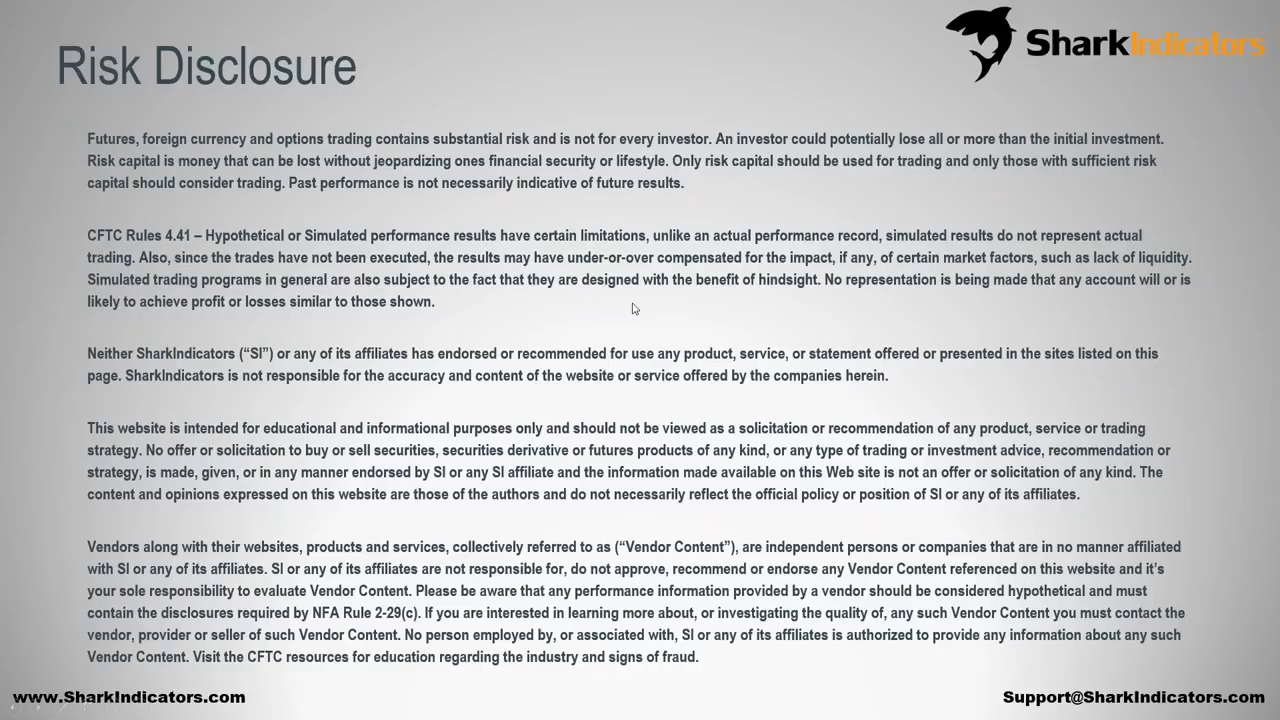 Risk Disclosure
SharkIndicators
Futures, foreign currency and options trading contains substantial risk and is not for every investor. An investor could potentially lose all or more than the initial investment.
Risk capital is money that can be lost without jeopardizing ones financial security or lifestyle. Only risk capital should be used for trading and only those with sufficient risk
capital should consider trading. Past performance is not necessarily indicative of future results.
CFTC Rules 4.41 – Hypothetical or Simulated performance results have certain limitations, unlike an actual performance record, simulated results do not represent actual
trading. Also, since the trades have not been executed, the results may have under-or-over compensated for the impact, if any, of certain market factors, such as lack of liquidity.
Simulated trading programs in general are also subject to the fact that they are designed with the benefit of hindsight. No representation is being made that any account will or is
likely to achieve profit or losses similar to those shown.
Neither SharkIndicators (“SI”) or any of its affiliates has endorsed or recommended for use any product, service, or statement offered or presented in the sites listed on this
page. SharkIndicators is not responsible for the accuracy and content of the website or service offered by the companies herein.
This website is intended for educational and informational purposes only and should not be viewed as a solicitation or recommendation of any product, service or trading
strategy. No offer or solicitation to buy or sell securities, securities derivative or futures products of any kind, or any type of trading or investment advice, recommendation or
strategy, is made, given, or in any manner endorsed by SI or any SI affiliate and the information made available on this Web site is not an offer or solicitation of any kind. The
content and opinions expressed on this website are those of the authors and do not necessarily reflect the official policy or position of SI or any of its affiliates.
Vendors along with their websites, products and services, collectively referred to as (“Vendor Content”), are independent persons or companies that are in no manner affiliated
with SI or any of its affiliates. SI or any of its affiliates are not responsible for, do not approve, recommend or endorse any Vendor Content referenced on this website and it’s
your sole responsibility to evaluate Vendor Content. Please be aware that any performance information provided by a vendor should be considered hypothetical and must
contain the disclosures required by NFA Rule 2-29(c). If you are interested in learning more about, or investigating the quality of, any such Vendor Content you must contact the
vendor, provider or seller of such Vendor Content. No person employed by, or associated with, SI or any of its affiliates is authorized to provide any information about any such
Vendor Content. Visit the CFTC resources for education regarding the industry and signs of fraud.
www.SharkIndicators.com
Support@SharkIndicators.com